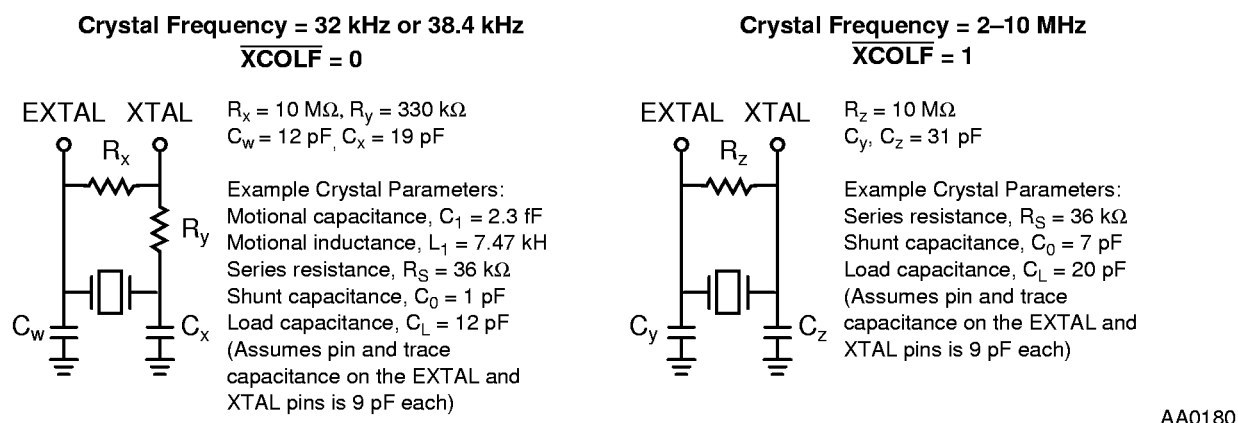 Crystal Frequency = 32 kHz or 38.4 kHz
X̅C̅O̅L̅F̅ = 0
EXTAL XTAL
Rx
Ry
Cw
Cx
Rx = 10 MΩ, Ry = 330 kΩ
Cw = 12 pF, Cx = 19 pF
Example Crystal Parameters:
Motional capacitance, C1 = 2.3 fF
Motional inductance, L1 = 7.47 kH
Series resistance, RS = 36 kΩ
Shunt capacitance, C0 = 1 pF
Load capacitance, CL = 12 pF
(Assumes pin and trace
capacitance on the EXTAL and
XTAL pins is 9 pF each)
Crystal Frequency = 2–10 MHz
X̅C̅O̅L̅F̅ = 1
EXTAL XTAL
Rz
Cy
Cz
Rz = 10 MΩ
Cy, Cz = 31 pF
Example Crystal Parameters:
Series resistance, RS = 36 kΩ
Shunt capacitance, C0 = 7 pF
Load capacitance, CL = 20 pF
(Assumes pin and trace
capacitance on the EXTAL and
XTAL pins is 9 pF each)
AA0180